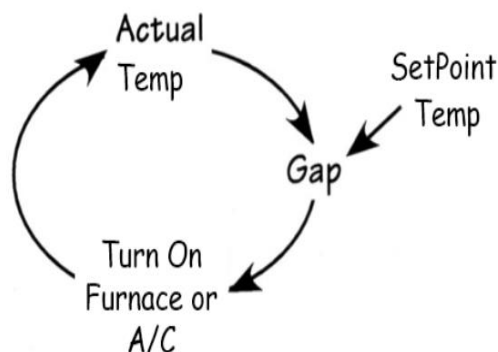 Actual
Temp
SetPoint
Temp
Gap
Turn On
Furnace or
A/C